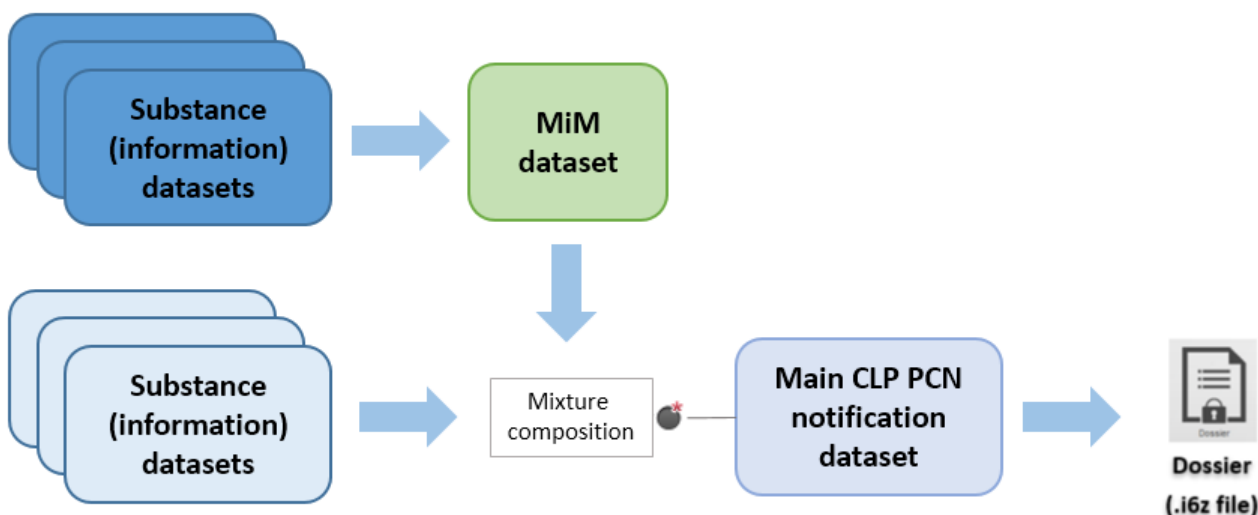 Substance
(information)
datasets
MiM
dataset
Substance
(information)
datasets
Mixture
composition
*
Main CLP PCN
notification
dataset
Dossier
Dossier
(.i6z file)